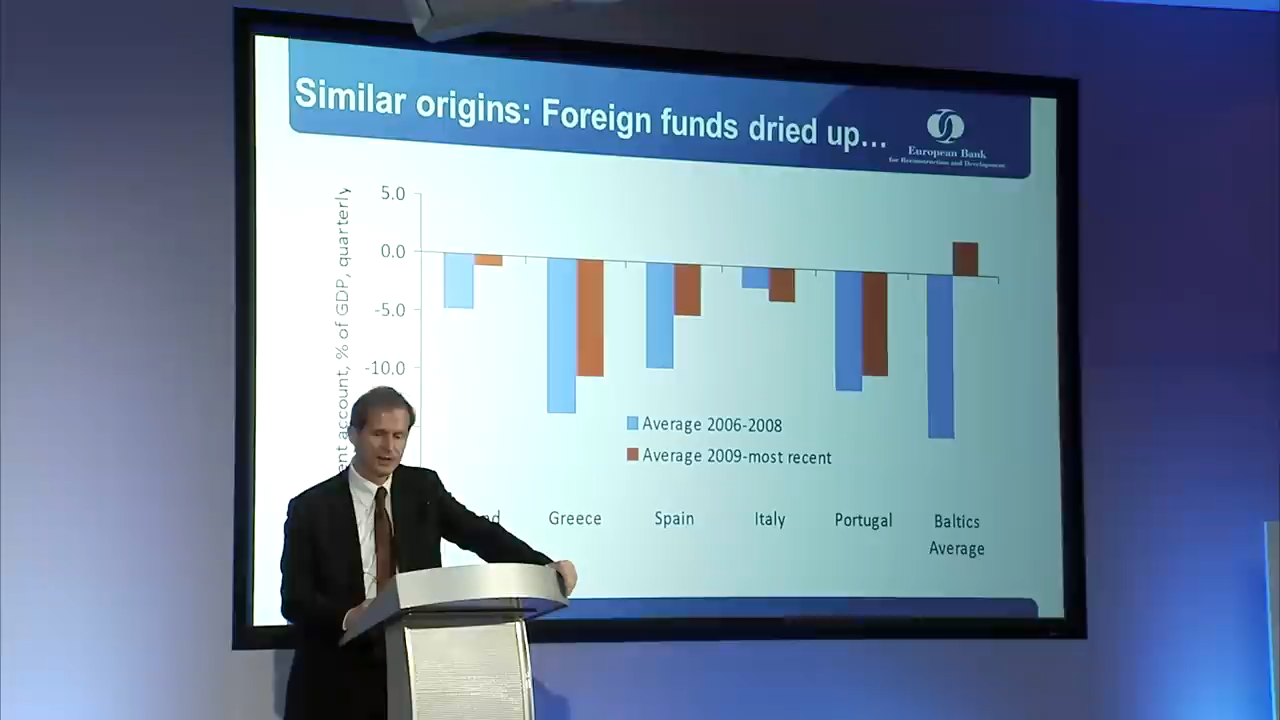 Similar origins: Foreign funds dried up...
European Bank
for Reconstruction and Development
5.0
0.0
-5.0
-10.0
account, % of GDP, quarterly
Average 2006-2008
Average 2009-most recent
Greece
Spain
Italy
Portugal
Baltics
Average